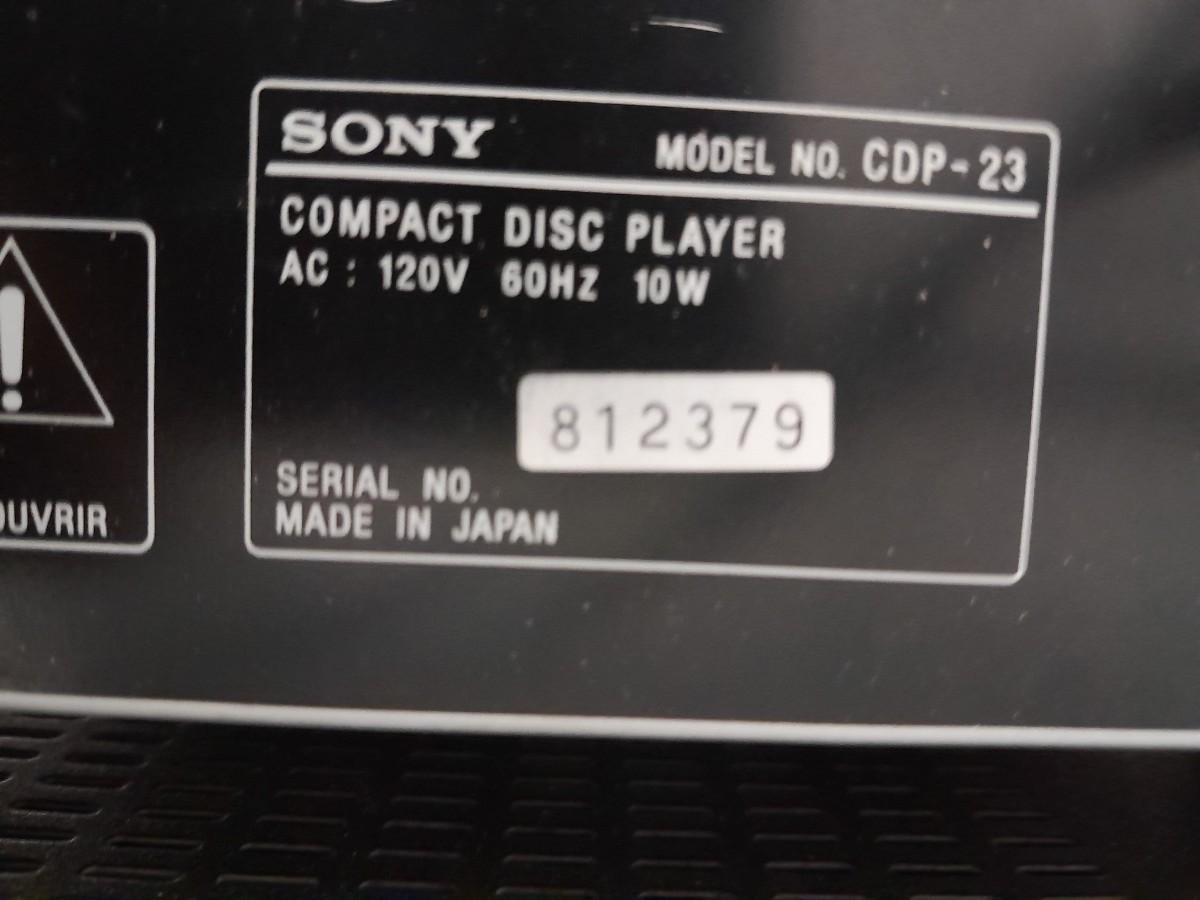 SONY MODEL NO. CDP-23
COMPACT DISC PLAYER
AC : 120V 60HZ 10W
812379
SERIAL NO.
MADE IN JAPAN
OUVRIR